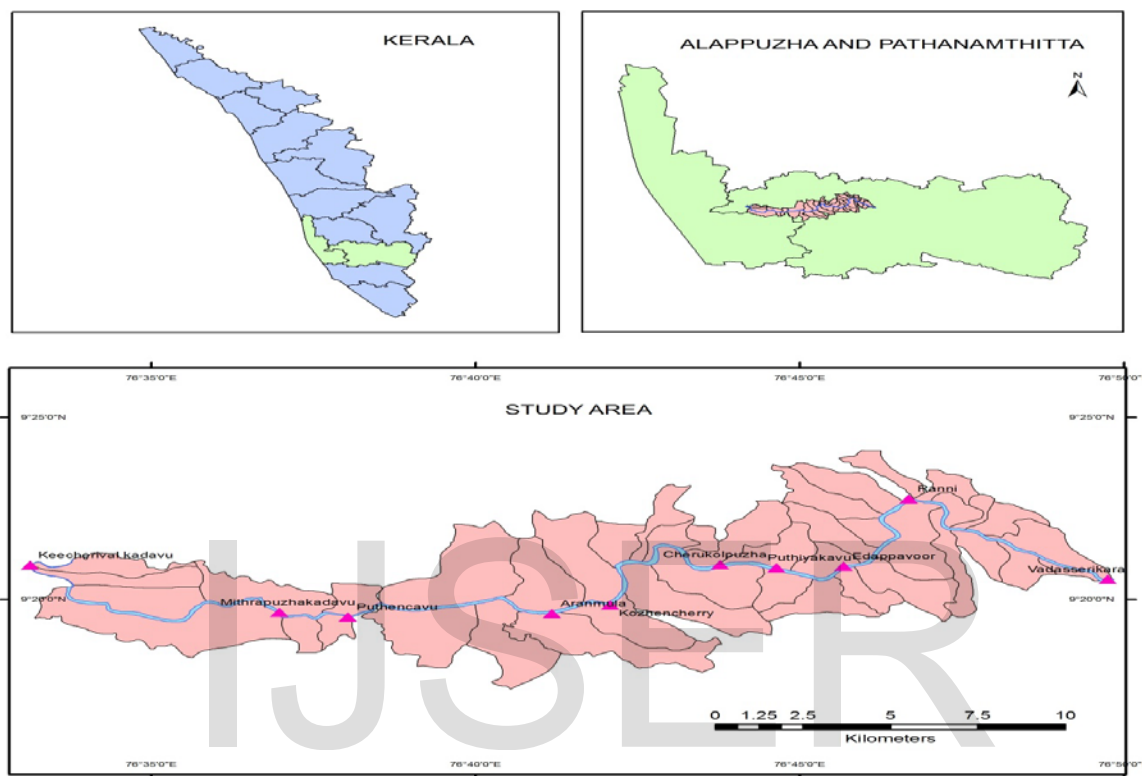 KERALA
ALAPPUZHA AND PATHANAMTHITTA
N
76°35'0"E 76°40'0"E 76°45'0"E 76°50'0"
STUDY AREA
9°25'0"N 9°25'0"N
Ranni
Keecherival kadavu
Cherukolpuzha Puthiyakavu Edappavoor
Vadasserikara
9°20'0"N 9°20'0"N
Mithrapuzhakadavu Puthencavu Aranmula
Kozhencherry
IJSER
0 1.25 2.5 5 7.5 10
Kilometers
76°35'0"E 76°40'0"E 76°45'0"E 76°50'0"